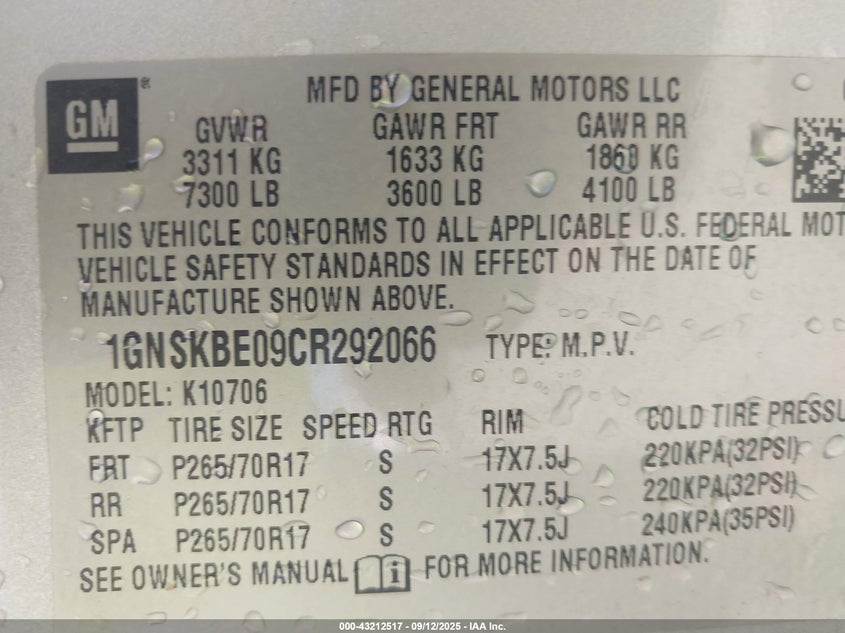 GM ®
MFD BY GENERAL MOTORS LLC
GVWR GAWR FRT GAWR RR
3311 KG 1633 KG 1860 KG
7300 LB 3600 LB 4100 LB
THIS VEHICLE CONFORMS TO ALL APPLICABLE U.S. FEDERAL MOT
VEHICLE SAFETY STANDARDS IN EFFECT ON THE DATE OF
MANUFACTURE SHOWN ABOVE.
1GNSKBE09CR292066 TYPE: M.P.V.
MODEL: K10706
KFTP TIRE SIZE SPEED RTG RIM COLD TIRE PRESSU
FRT P265/70R17 S 17X7.5J 220KPA(32PSI)
RR P265/70R17 S 17X7.5J 220KPA(32PSI)
SPA P265/70R17 S 17X7.5J 240KPA(35PSI)
SEE OWNER'S MANUAL i FOR MORE INFORMATION.
000-43212517 - 09/12/2025 - IAA Inc.